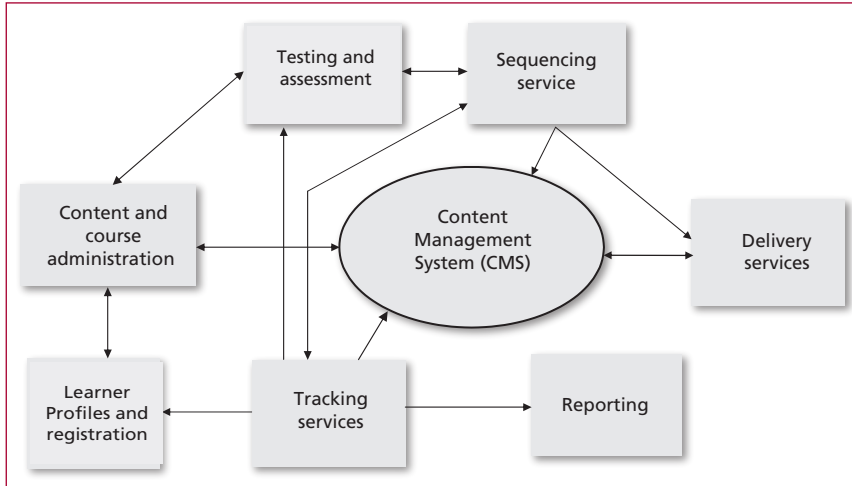 Testing and
assessment
Sequencing
service
Content and
course
administration
Content
Management
System (CMS)
Delivery
services
Learner
Profiles and
registration
Tracking
services
Reporting